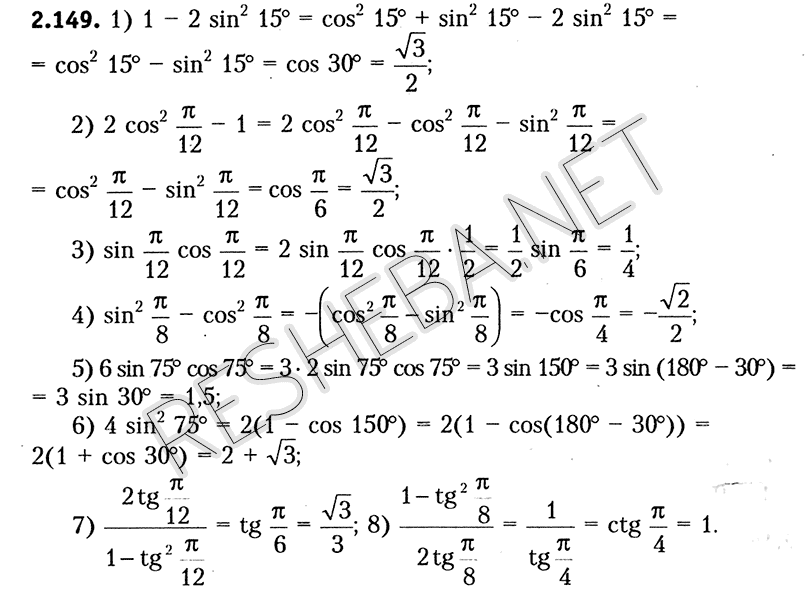 2.149. 1) 1 − 2 sin² 15° = cos² 15° + sin² 15° − 2 sin² 15° =
= cos² 15° − sin² 15° = cos 30° = √3/2;
2) 2 cos² π/12 − 1 = 2 cos² π/12 − cos² π/12 − sin² π/12 =
= cos² π/12 − sin² π/12 = cos π/6 = √3/2;
3) sin π/12 cos π/12 = 2 sin π/12 cos π/12 · 1/2 = 1/2 sin π/6 = 1/4;
4) sin² π/8 − cos² π/8 = −(cos² π/8 − sin² π/8) = −cos π/4 = −√2/2;
5) 6 sin 75° cos 75° = 3 · 2 sin 75° cos 75° = 3 sin 150° = 3 sin (180° − 30°) =
= 3 sin 30° = 1,5;
6) 4 sin² 75° = 2(1 − cos 150°) = 2(1 − cos(180° − 30°)) =
2(1 + cos 30°) = 2 + √3;
7) (2tg π/12)/(1 − tg² π/12) = tg π/6 = √3/3; 8) (1 − tg² π/8)/(2tg π/8) = 1/(tg π/4) = ctg π/4 = 1.
RESHEBA.NET